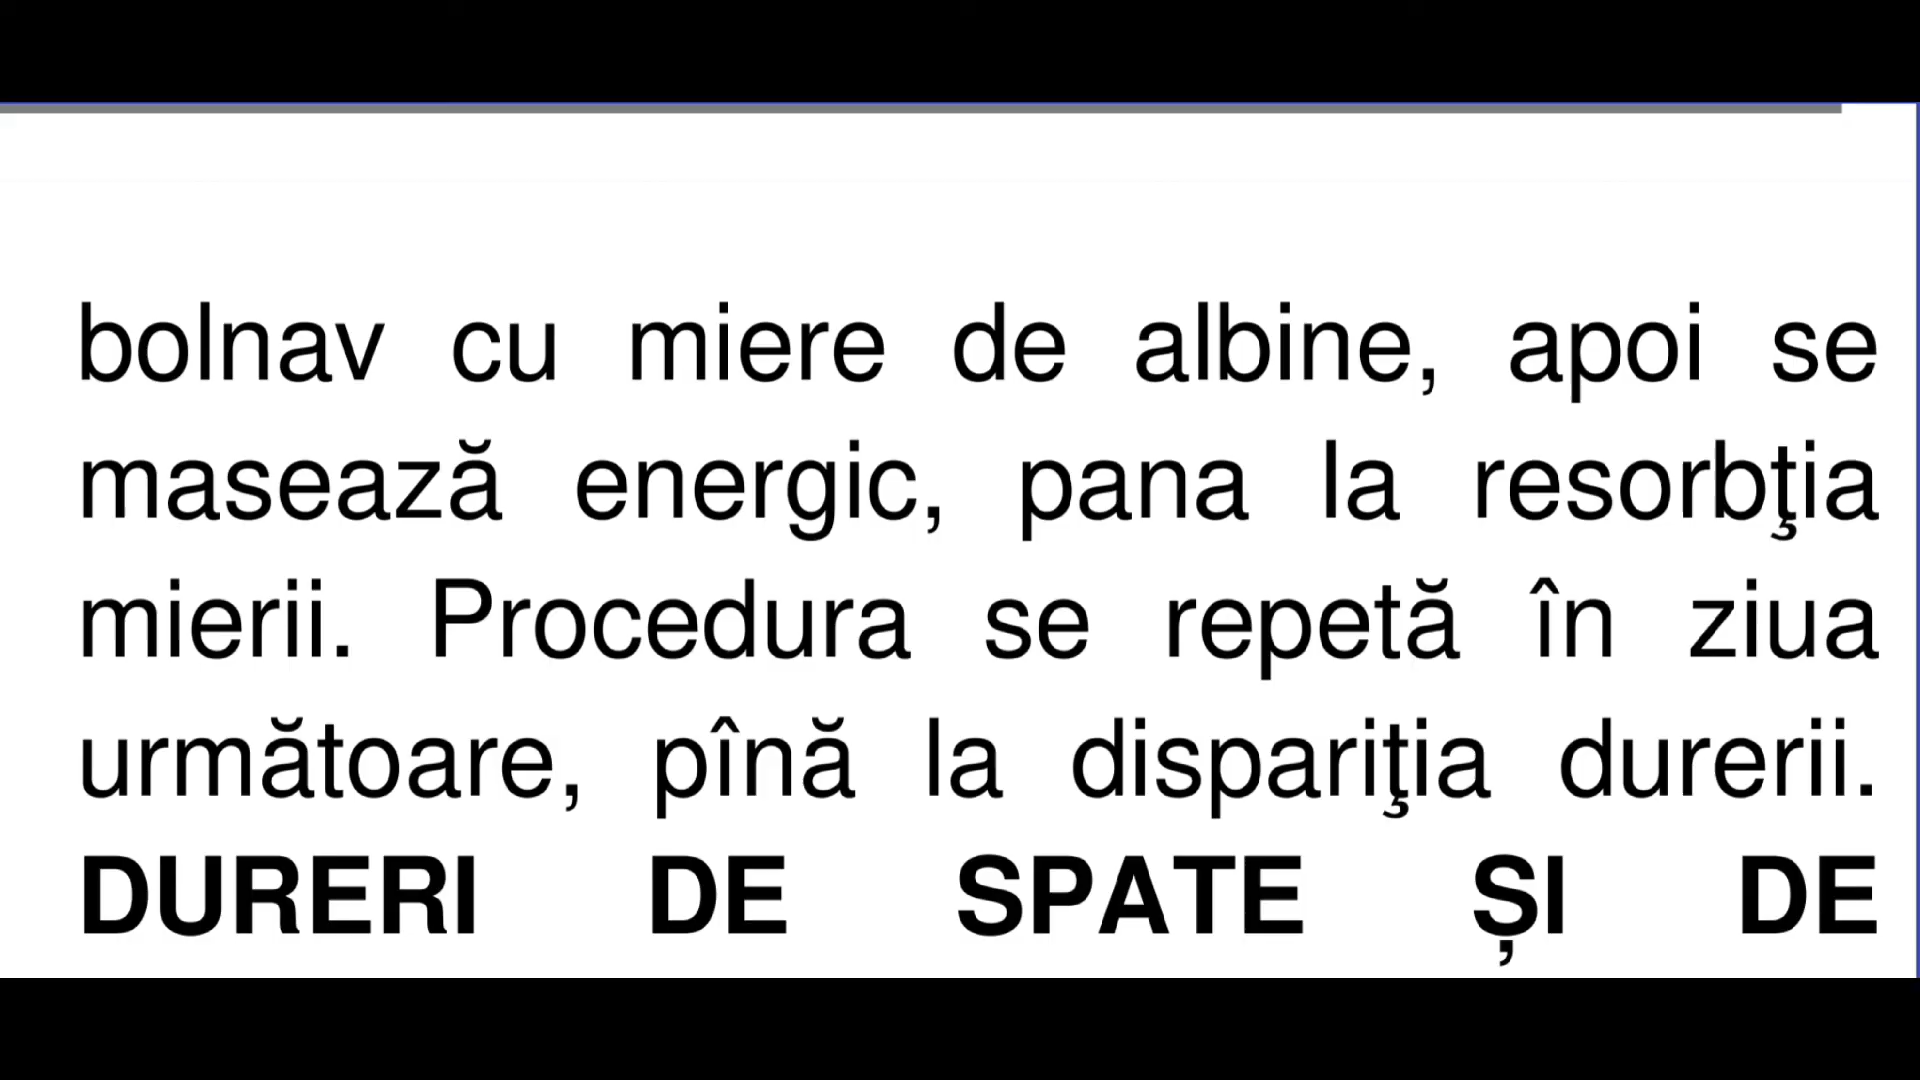 bolnav cu miere de albine, apoi se
masează energic, pana la resorbţia
mierii. Procedura se repetă în ziua
următoare, pînă la dispariţia durerii.
DURERI DE SPATE ȘI DE